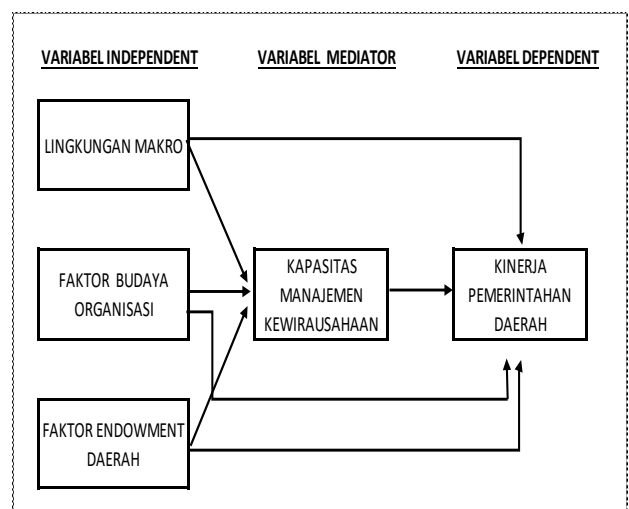 VARIABEL INDEPENDENT
VARIABEL MEDIATOR
VARIABEL DEPENDENT
LINGKUNGAN MAKRO
FAKTOR BUDAYA
ORGANISASI
KAPASITAS
MANAJEMEN
KEWIRAUSAHAAN
KINERJA
PEMERINTAHAN
DAERAH
FAKTOR ENDOWMENT
DAERAH